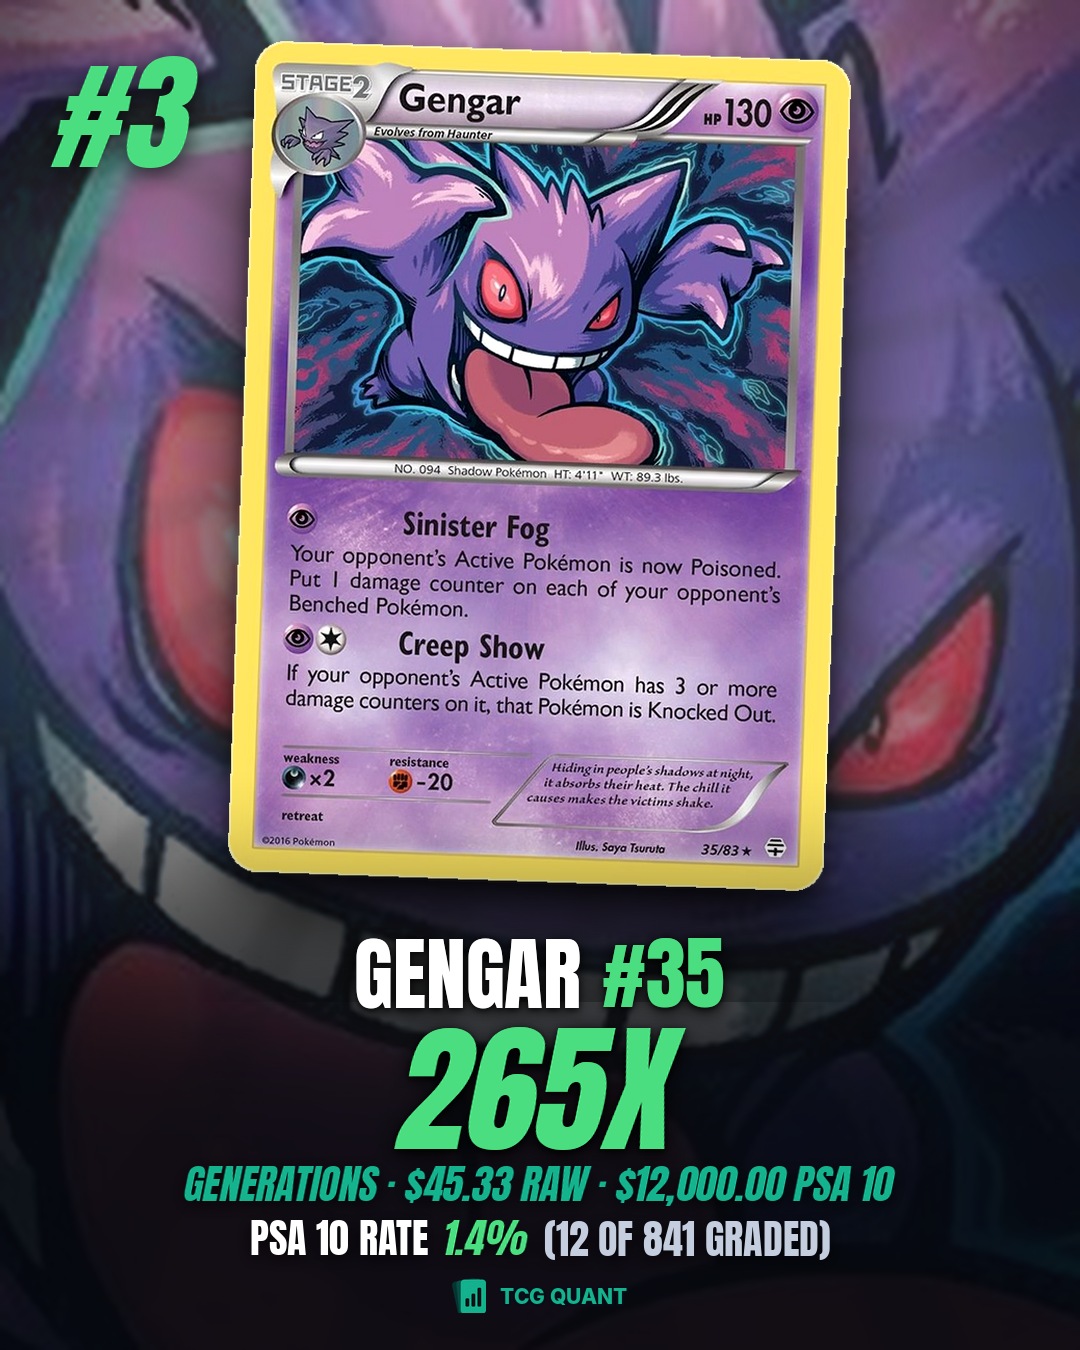 #3
STAGE2
Gengar
HP130
Evolves from Haunter
NO. 094 Shadow Pokémon HT: 4'11" WT: 89.3 lbs.
Sinister Fog
Your opponent's Active Pokémon is now Poisoned.
Put 1 damage counter on each of your opponent's
Benched Pokémon.
Creep Show
If your opponent's Active Pokémon has 3 or more
damage counters on it, that Pokémon is Knocked Out.
weakness
×2
resistance
-20
retreat
Hiding in people's shadows at night,
it absorbs their heat. The chill it
causes makes the victims shake.
©2016 Pokémon
Illus. Saya Tsuruta
35/83 ★
GENGAR #35
265X
GENERATIONS · $45.33 RAW · $12,000.00 PSA 10
PSA 10 RATE 1.4% (12 OF 841 GRADED)
TCG QUANT